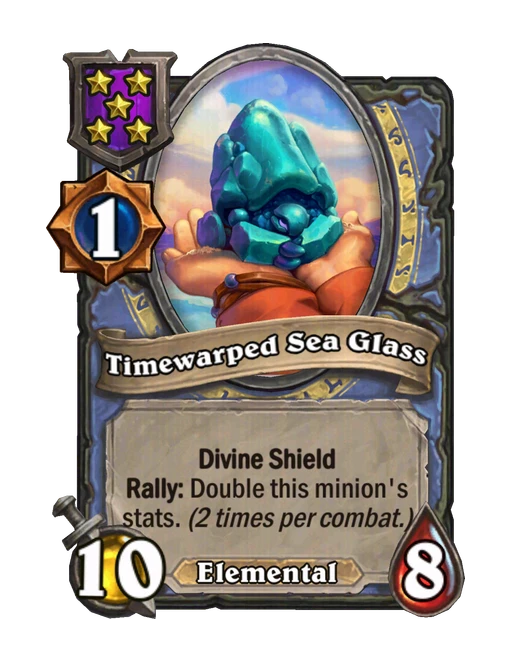 1
Timewarped Sea Glass
Divine Shield
Rally: Double this minion's
stats. (2 times per combat.)
10
Elemental
8